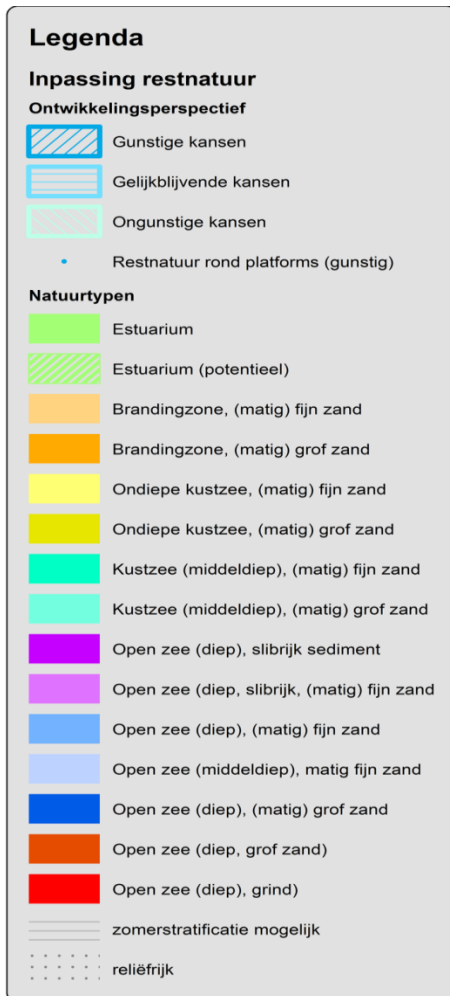 Legenda
Inpassing restnatuur
Ontwikkelingsperspectief
Gunstige kansen
Gelijkblijvende kansen
Ongunstige kansen
Restnatuur rond platforms (gunstig)
Natuurtypen
Estuarium
Estuarium (potentieel)
Brandingzone, (matig) fijn zand
Brandingzone, (matig) grof zand
Ondiepe kustzee, (matig) fijn zand
Ondiepe kustzee, (matig) grof zand
Kustzee (middeldiep), (matig) fijn zand
Kustzee (middeldiep), (matig) grof zand
Open zee (diep), slibrijk sediment
Open zee (diep, slibrijk, (matig) fijn zand
Open zee (diep), (matig) fijn zand
Open zee (middeldiep), matig fijn zand
Open zee (diep), (matig) grof zand
Open zee (diep, grof zand)
Open zee (diep), grind)
zomerstratificatie mogelijk
reliëfrijk